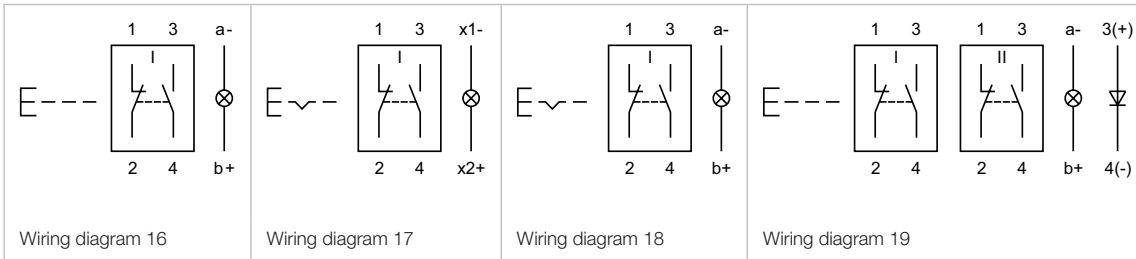 1 3 a-
I
2 4 b+
Wiring diagram 16
1 3 x1-
I
2 4 x2+
Wiring diagram 17
1 3 a-
I
2 4 b+
Wiring diagram 18
1 3 1 3 a- 3(+)
I II
2 4 2 4 b+ 4(-)
Wiring diagram 19